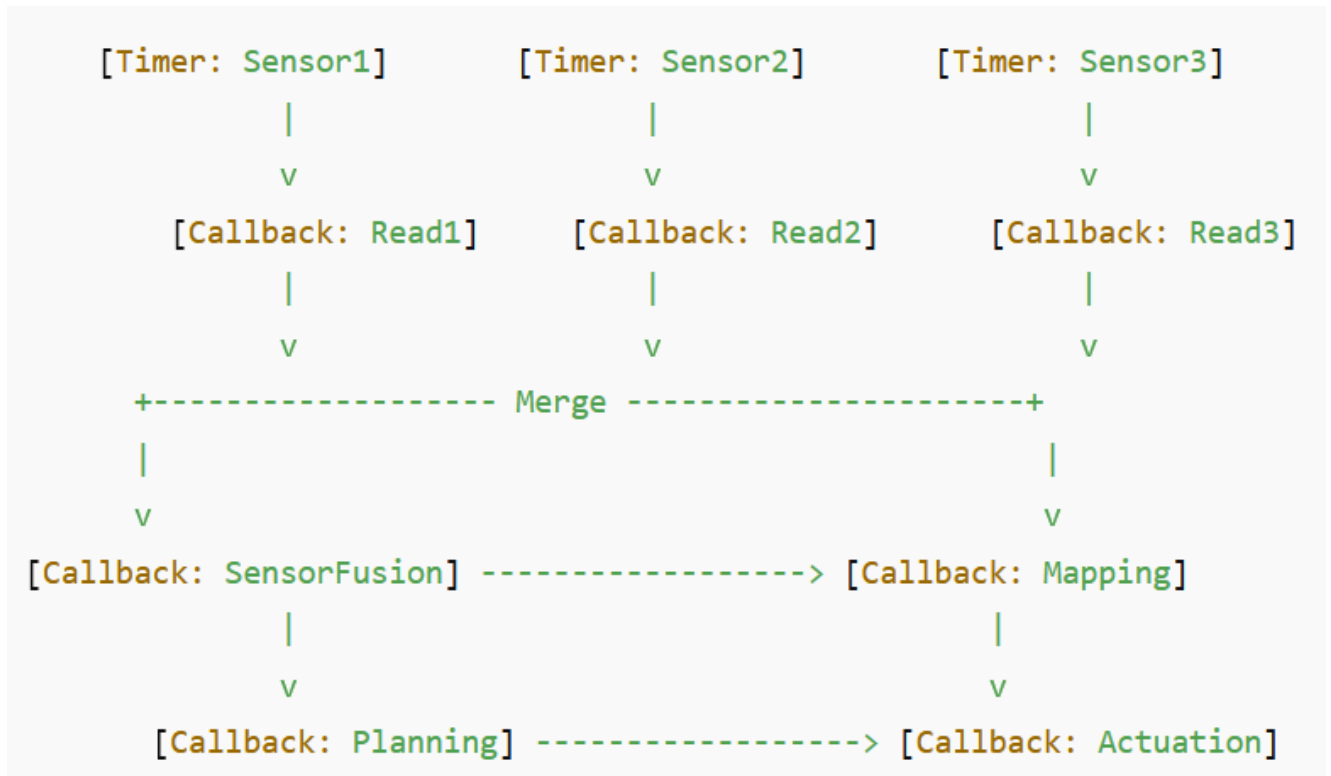 [Timer: Sensor1] [Timer: Sensor2] [Timer: Sensor3]
| | |
v v v
[Callback: Read1] [Callback: Read2] [Callback: Read3]
| | |
v v v
+------------------- Merge ----------------------+
| |
v v
[Callback: SensorFusion] ------------------> [Callback: Mapping]
| |
v v
[Callback: Planning] ------------------> [Callback: Actuation]